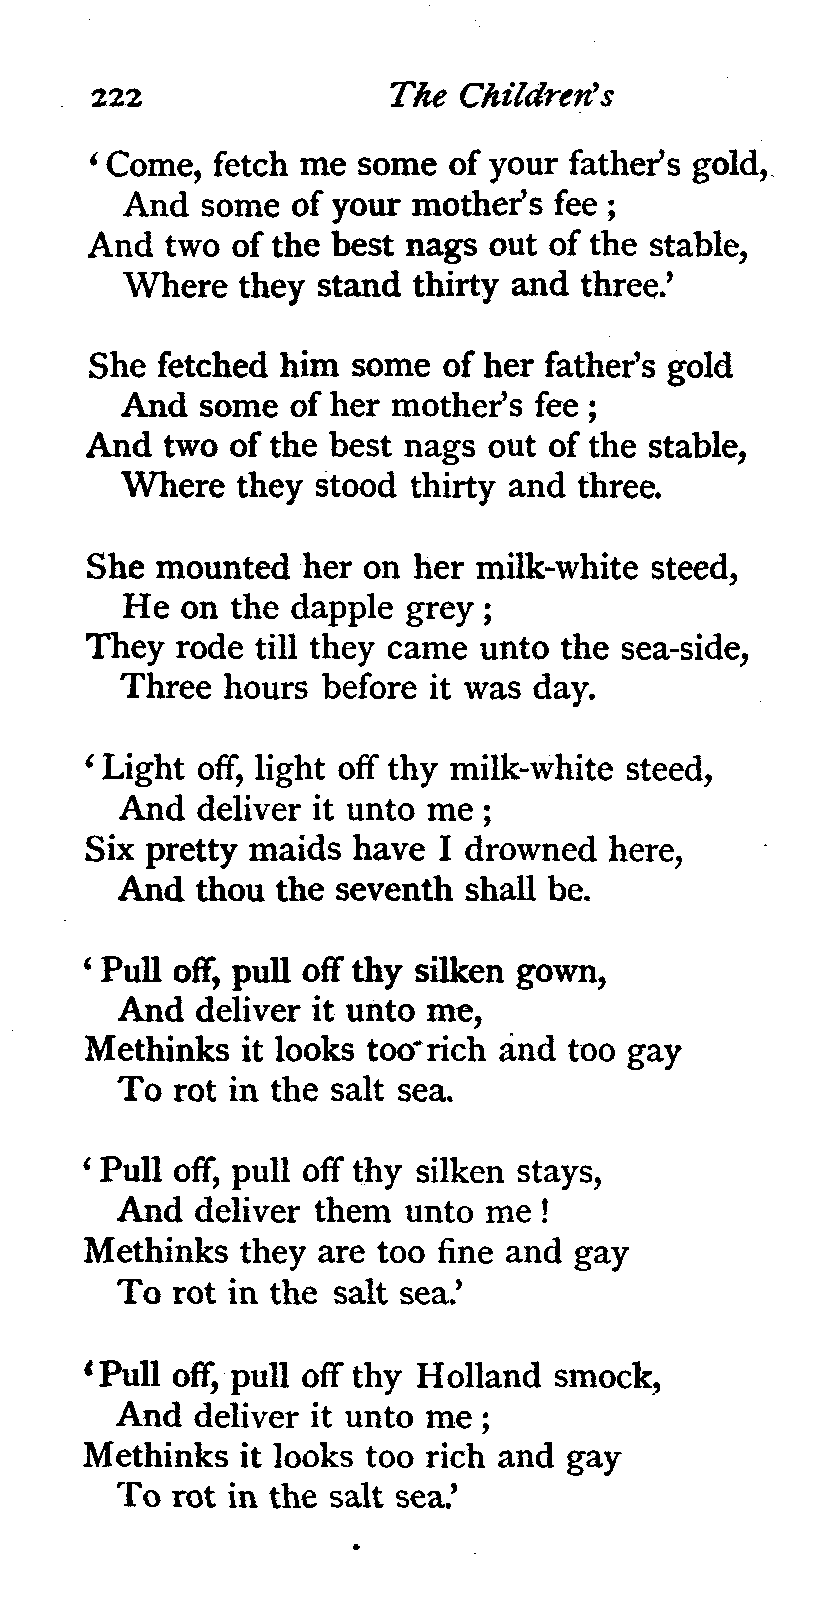 222 The Children's
‘Come, fetch me some of your father's gold,
And some of your mother's fee ;
And two of the best nags out of the stable,
Where they stand thirty and three.’
She fetched him some of her father's gold
And some of her mother's fee ;
And two of the best nags out of the stable,
Where they stood thirty and three.
She mounted her on her milk-white steed,
He on the dapple grey ;
They rode till they came unto the sea-side,
Three hours before it was day.
‘Light off, light off thy milk-white steed,
And deliver it unto me ;
Six pretty maids have I drowned here,
And thou the seventh shall be.
‘Pull off, pull off thy silken gown,
And deliver it unto me,
Methinks it looks too rich and too gay
To rot in the salt sea.
‘Pull off, pull off thy silken stays,
And deliver them unto me !
Methinks they are too fine and gay
To rot in the salt sea.’
‘Pull off, pull off thy Holland smock,
And deliver it unto me ;
Methinks it looks too rich and gay
To rot in the salt sea.’